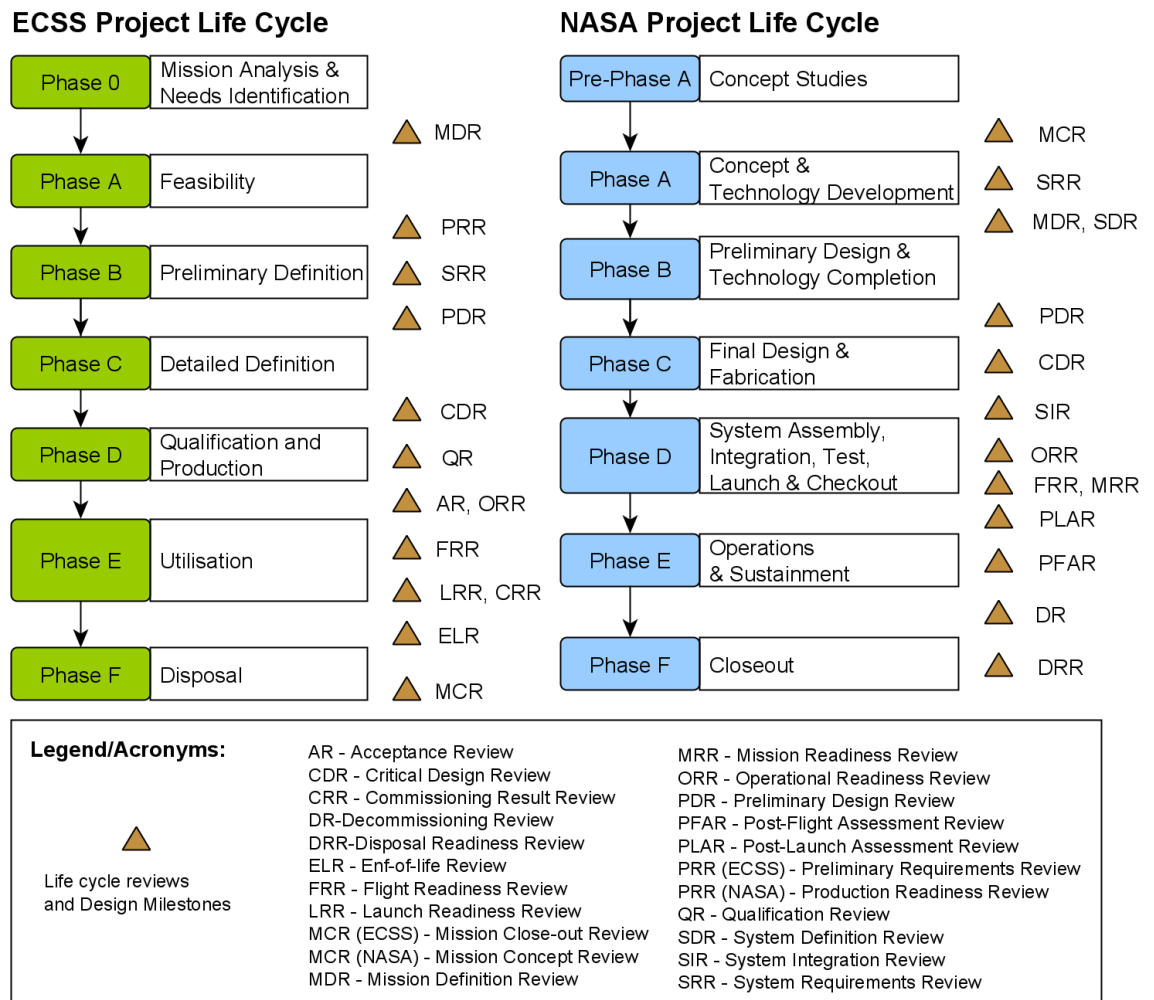 ECSS Project Life Cycle
Phase 0
Mission Analysis &
Needs Identification
MDR
Phase A
Feasibility
PRR
Phase B
Preliminary Definition
SRR
PDR
Phase C
Detailed Definition
CDR
Phase D
Qualification and
Production
QR
AR, ORR
Phase E
Utilisation
FRR
LRR, CRR
ELR
Phase F
Disposal
MCR
NASA Project Life Cycle
Pre-Phase A
Concept Studies
MCR
Phase A
Concept &
Technology Development
SRR
MDR, SDR
Phase B
Preliminary Design &
Technology Completion
PDR
Phase C
Final Design &
Fabrication
CDR
SIR
Phase D
System Assembly,
Integration, Test,
Launch & Checkout
ORR
FRR, MRR
PLAR
Phase E
Operations
& Sustainment
PFAR
DR
Phase F
Closeout
DRR
Legend/Acronyms:
Life cycle reviews
and Design Milestones
AR - Acceptance Review
CDR - Critical Design Review
CRR - Commissioning Result Review
DR-Decommissioning Review
DRR-Disposal Readiness Review
ELR - Enf-of-life Review
FRR - Flight Readiness Review
LRR - Launch Readiness Review
MCR (ECSS) - Mission Close-out Review
MCR (NASA) - Mission Concept Review
MDR - Mission Definition Review
MRR - Mission Readiness Review
ORR - Operational Readiness Review
PDR - Preliminary Design Review
PFAR - Post-Flight Assessment Review
PLAR - Post-Launch Assessment Review
PRR (ECSS) - Preliminary Requirements Review
PRR (NASA) - Production Readiness Review
QR - Qualification Review
SDR - System Definition Review
SIR - System Integration Review
SRR - System Requirements Review